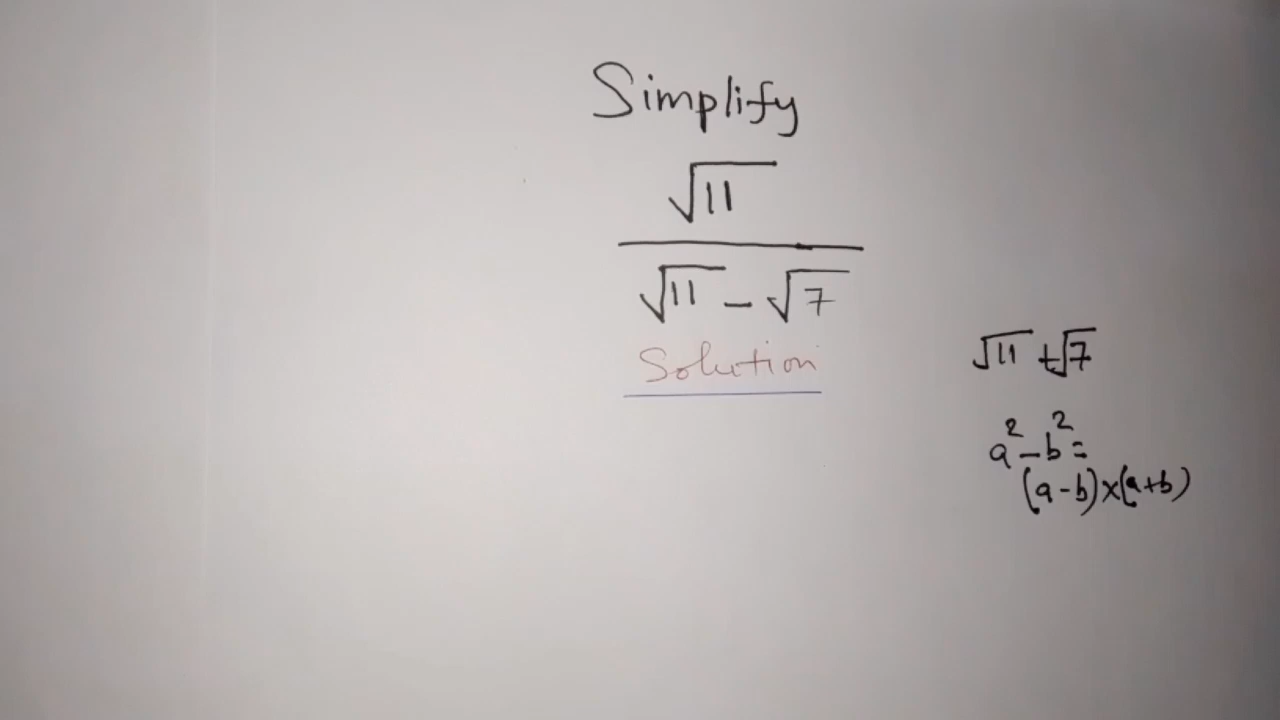 Simplify
√11
√11 - √7
Solution
√11 + √7
a² - b² =
(a-b)×(a+b)